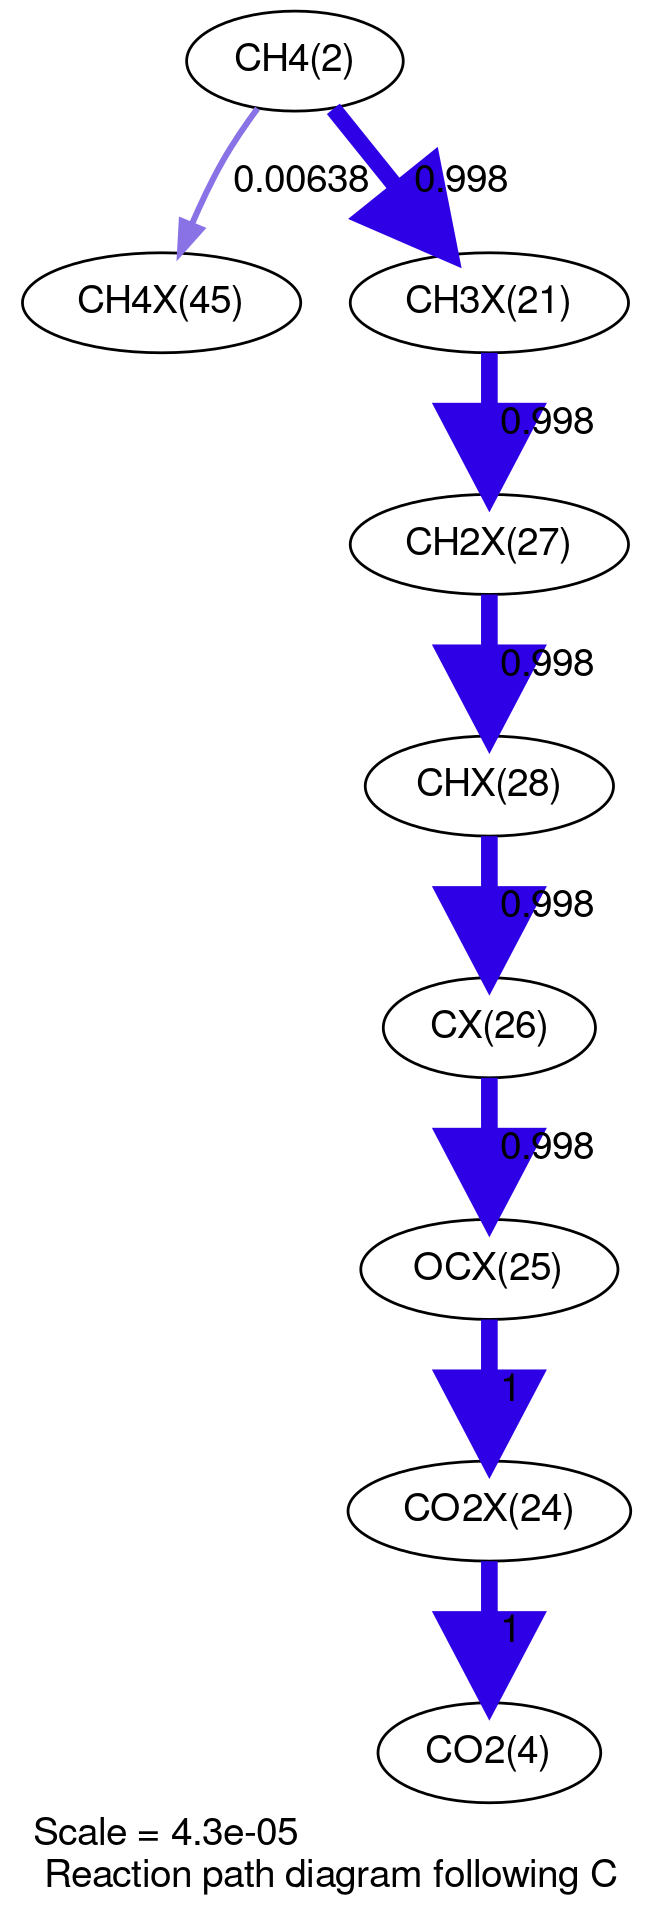 CH4(2)
0.00638
0.998
CH4X(45)
CH3X(21)
0.998
CH2X(27)
0.998
CHX(28)
0.998
CX(26)
0.998
OCX(25)
1
CO2X(24)
1
CO2(4)
Scale = 4.3e-05
Reaction path diagram following C